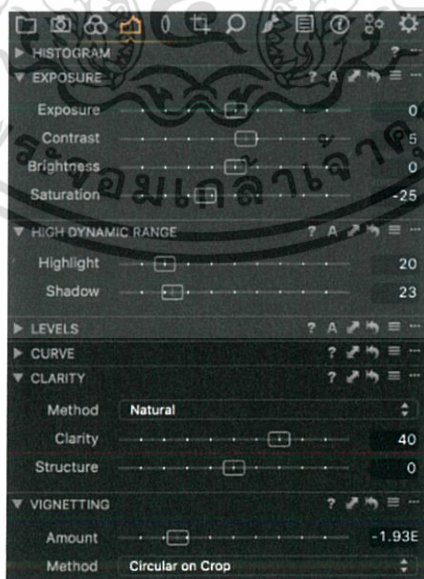 HISTOGRAM ?
EXPOSURE ? A
Exposure 0
Contrast 5
Brightness 0
Saturation -25
HIGH DYNAMIC RANGE ? A
Highlight 20
Shadow 23
LEVELS ? A
CURVE ?
CLARITY ?
Method Natural
Clarity 40
Structure 0
VIGNETTING ?
Amount -1.93E
Method Circular on Crop